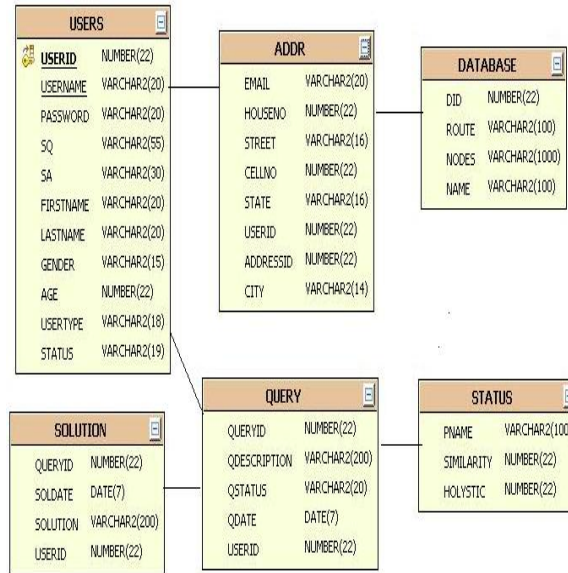 USERS
USERID NUMBER(22)
USERNAME VARCHAR2(20)
PASSWORD VARCHAR2(20)
SQ VARCHAR2(55)
SA VARCHAR2(30)
FIRSTNAME VARCHAR2(20)
LASTNAME VARCHAR2(20)
GENDER VARCHAR2(15)
AGE NUMBER(22)
USERTYPE VARCHAR2(18)
STATUS VARCHAR2(19)
ADDR
EMAIL VARCHAR2(20)
HOUSENO NUMBER(22)
STREET VARCHAR2(16)
CELLNO NUMBER(22)
STATE VARCHAR2(16)
USERID NUMBER(22)
ADDRESSID NUMBER(22)
CITY VARCHAR2(14)
DATABASE
DID NUMBER(22)
ROUTE VARCHAR2(100)
NODES VARCHAR2(1000)
NAME VARCHAR2(100)
SOLUTION
QUERYID NUMBER(22)
SOLDATE DATE(7)
SOLUTION VARCHAR2(200)
USERID NUMBER(22)
QUERY
QUERYID NUMBER(22)
QDESCRIPTION VARCHAR2(200)
QSTATUS VARCHAR2(20)
QDATE DATE(7)
USERID NUMBER(22)
STATUS
PNAME VARCHAR2(100
SIMILARITY NUMBER(22)
HOLYSTIC NUMBER(22)